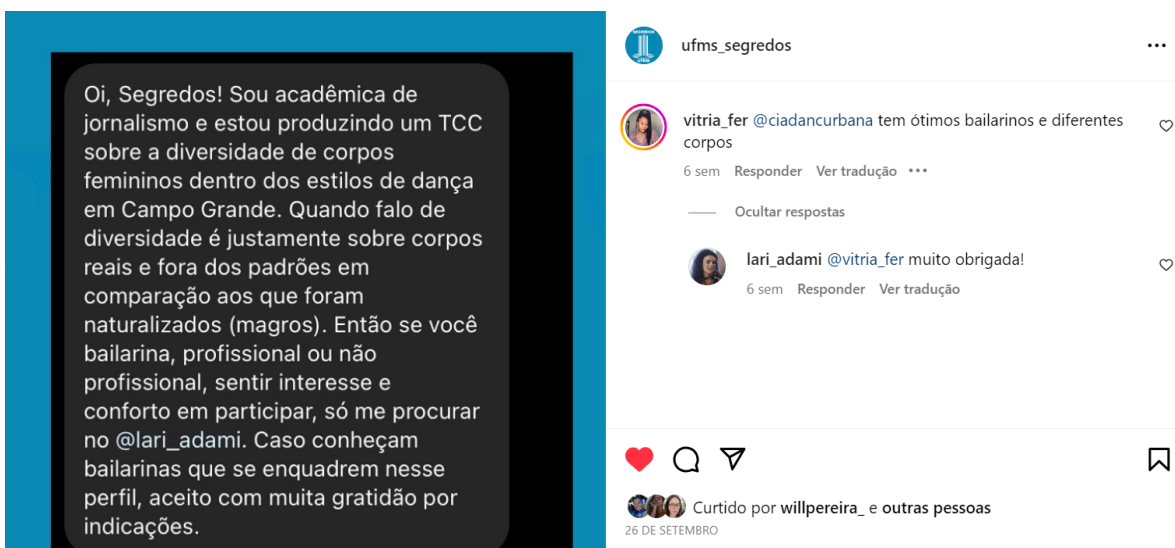 Oi, Segredos! Sou acadêmica de
jornalismo e estou produzindo um TCC
sobre a diversidade de corpos
femininos dentro dos estilos de dança
em Campo Grande. Quando falo de
diversidade é justamente sobre corpos
reais e fora dos padrões em
comparação aos que foram
naturalizados (magros). Então se você
bailarina, profissional ou não
profissional, sentir interesse e
conforto em participar, só me procurar
no @lari_adami. Caso conheçam
bailarinas que se enquadrem nesse
perfil, aceito com muita gratidão por
indicações.
SEGREDOS
UFMS
ufms_segredos
vitria_fer @ciadancurbana tem ótimos bailarinos e diferentes
corpos
6 sem Responder Ver tradução
Ocultar respostas
lari_adami @vitria_fer muito obrigada!
6 sem Responder Ver tradução
Curtido por willpereira_ e outras pessoas
26 DE SETEMBRO